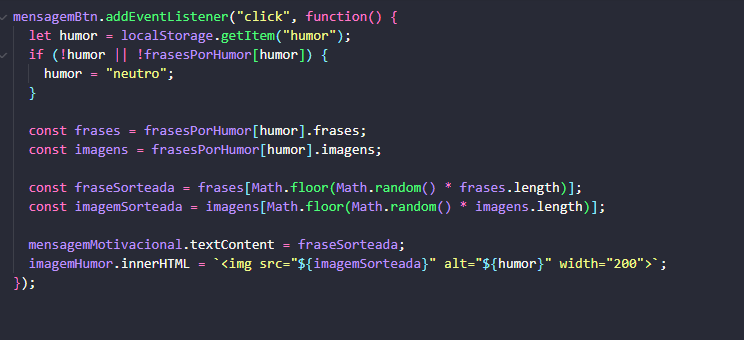 mensagemBtn.addEventListener("click", function() {
let humor = localStorage.getItem("humor");
if (!humor || !frasesPorHumor[humor]) {
humor = "neutro";
}
const frases = frasesPorHumor[humor].frases;
const imagens = frasesPorHumor[humor].imagens;
const fraseSorteada = frases[Math.floor(Math.random() * frases.length)];
const imagemSorteada = imagens[Math.floor(Math.random() * imagens.length)];
mensagemMotivacional.textContent = fraseSorteada;
imagemHumor.innerHTML = `<img src="${imagemSorteada}" alt="${humor}" width="200">`;
});